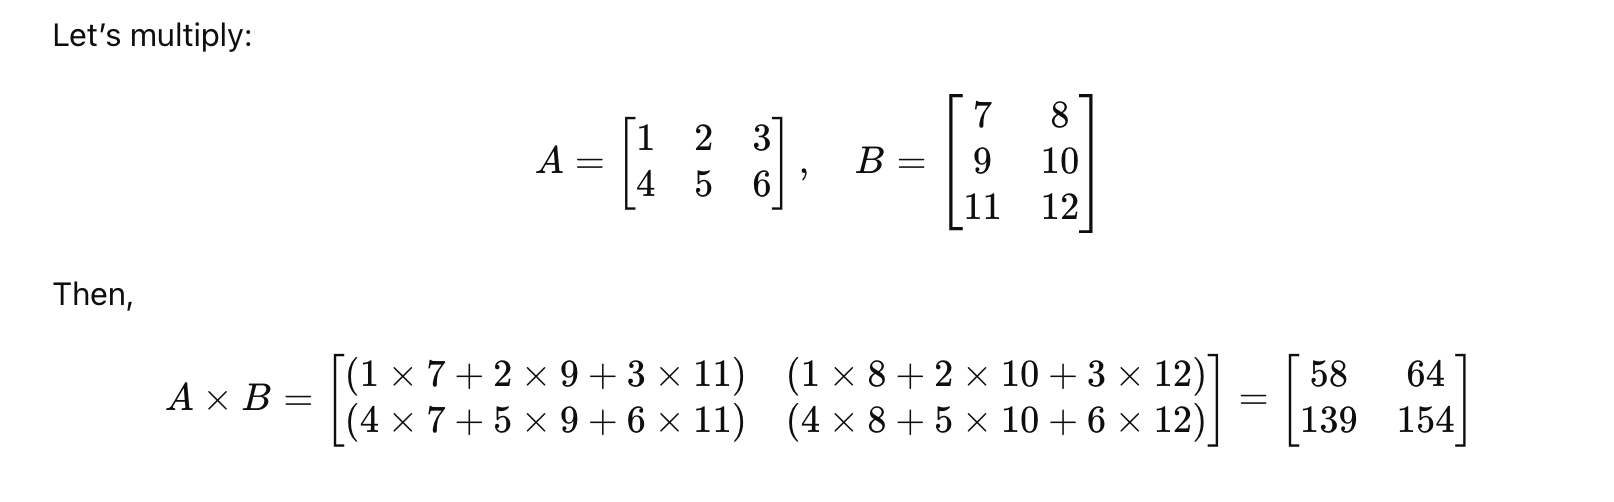 Let's multiply:
A = [1 2 3; 4 5 6], B = [7 8; 9 10; 11 12]
Then,
A × B = [(1 × 7 + 2 × 9 + 3 × 11) (1 × 8 + 2 × 10 + 3 × 12); (4 × 7 + 5 × 9 + 6 × 11) (4 × 8 + 5 × 10 + 6 × 12)] = [58 64; 139 154]